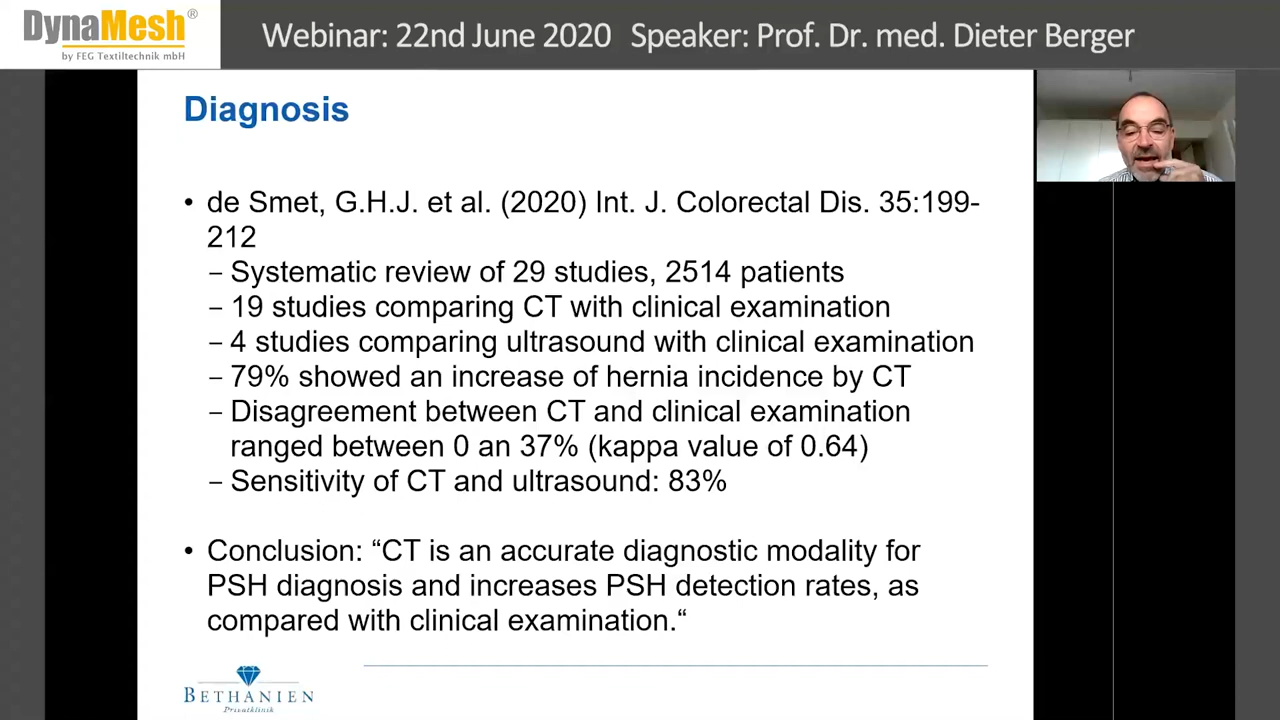 DynaMesh®
by FEG Textiltechnik mbH
Webinar: 22nd June 2020 Speaker: Prof. Dr. med. Dieter Berger
Diagnosis
• de Smet, G.H.J. et al. (2020) Int. J. Colorectal Dis. 35:199-
212
– Systematic review of 29 studies, 2514 patients
– 19 studies comparing CT with clinical examination
– 4 studies comparing ultrasound with clinical examination
– 79% showed an increase of hernia incidence by CT
– Disagreement between CT and clinical examination
ranged between 0 an 37% (kappa value of 0.64)
– Sensitivity of CT and ultrasound: 83%
• Conclusion: “CT is an accurate diagnostic modality for
PSH diagnosis and increases PSH detection rates, as
compared with clinical examination.“
BETHANIEN
Privatklinik